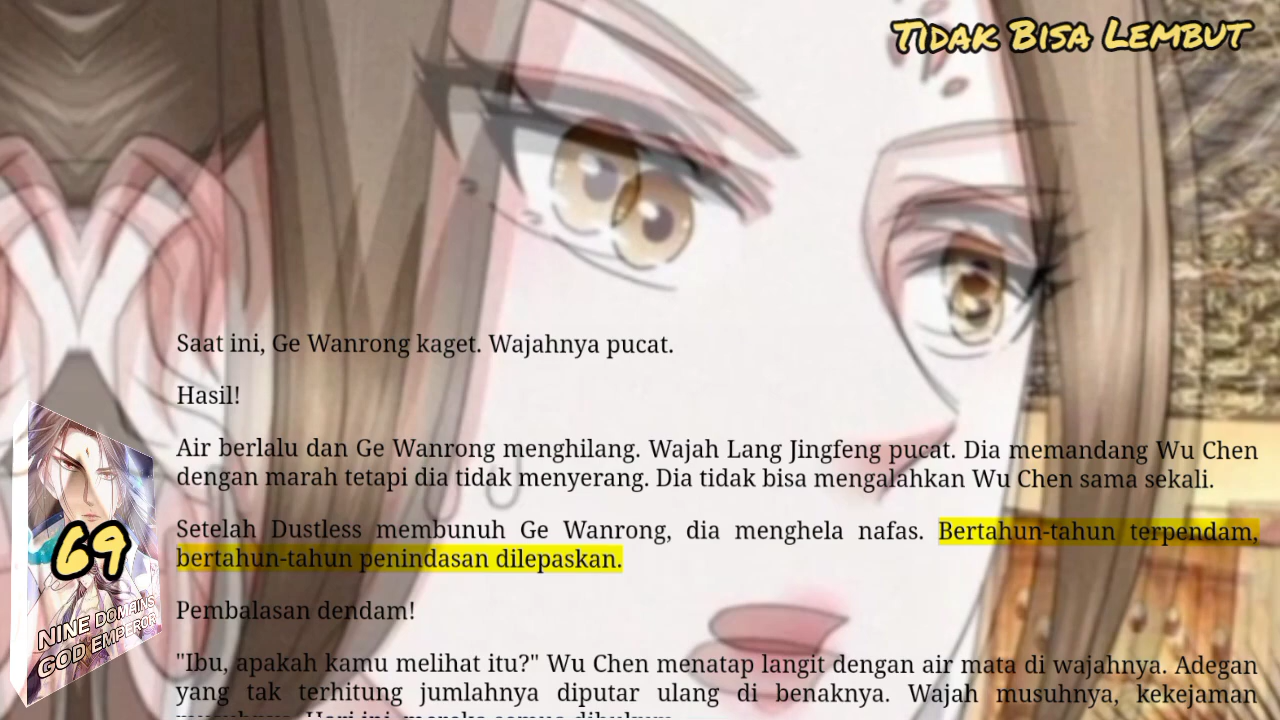 Tidak Bisa Lembut
Saat ini, Ge Wanrong kaget. Wajahnya pucat.
Hasil!
Air berlalu dan Ge Wanrong menghilang. Wajah Lang Jingfeng pucat. Dia memandang Wu Chen
dengan marah tetapi dia tidak menyerang. Dia tidak bisa mengalahkan Wu Chen sama sekali.
Setelah Dustless membunuh Ge Wanrong, dia menghela nafas. Bertahun-tahun terpendam,
bertahun-tahun penindasan dilepaskan.
Pembalasan dendam!
"Ibu, apakah kamu melihat itu?" Wu Chen menatap langit dengan air mata di wajahnya. Adegan
yang tak terhitung jumlahnya diputar ulang di benaknya. Wajah musuhnya, kekejaman
69
NINE DOMAINS
GOD EMPEROR